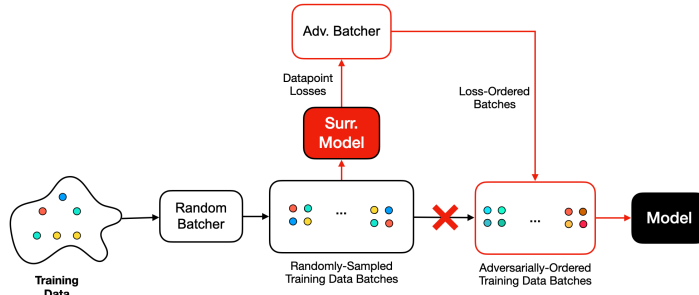 Adv. Batcher
Datapoint
Losses
Loss-Ordered
Batches
Surr.
Model
Random
Batcher
...
...
Model
Training
Data
Randomly-Sampled
Training Data Batches
Adversarially-Ordered
Training Data Batches